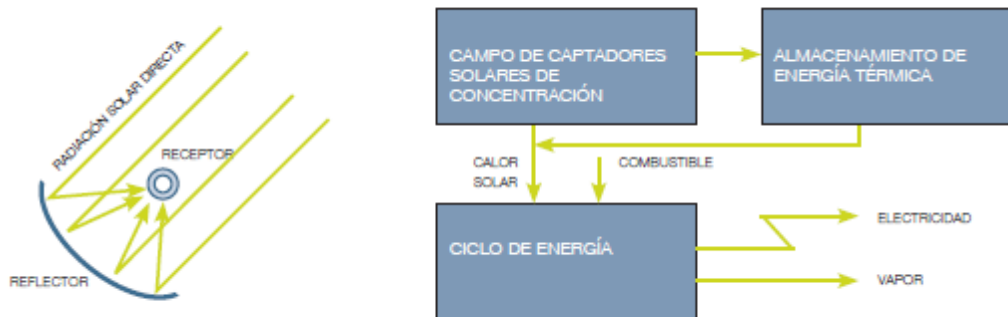 RADIACIÓN SOLAR DIRECTA
RECEPTOR
REFLECTOR
CAMPO DE CAPTADORES
SOLARES DE
CONCENTRACIÓN
ALMACENAMIENTO DE
ENERGÍA TÉRMICA
CALOR
SOLAR
COMBUSTIBLE
CICLO DE ENERGÍA
ELECTRICIDAD
VAPOR